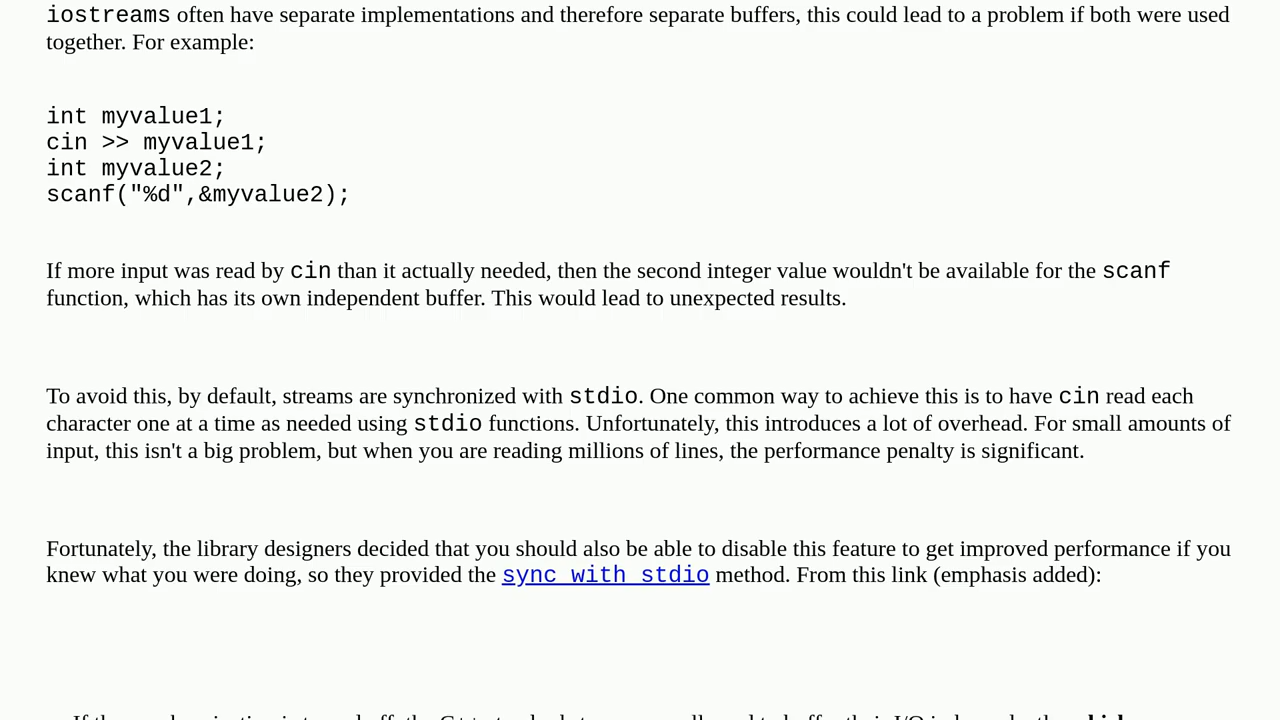 iostreams often have separate implementations and therefore separate buffers, this could lead to a problem if both were used
together. For example:
int myvalue1;
cin >> myvalue1;
int myvalue2;
scanf("%d",&myvalue2);
If more input was read by cin than it actually needed, then the second integer value wouldn't be available for the scanf
function, which has its own independent buffer. This would lead to unexpected results.
To avoid this, by default, streams are synchronized with stdio. One common way to achieve this is to have cin read each
character one at a time as needed using stdio functions. Unfortunately, this introduces a lot of overhead. For small amounts of
input, this isn't a big problem, but when you are reading millions of lines, the performance penalty is significant.
Fortunately, the library designers decided that you should also be able to disable this feature to get improved performance if you
knew what you were doing, so they provided the sync_with_stdio method. From this link (emphasis added):